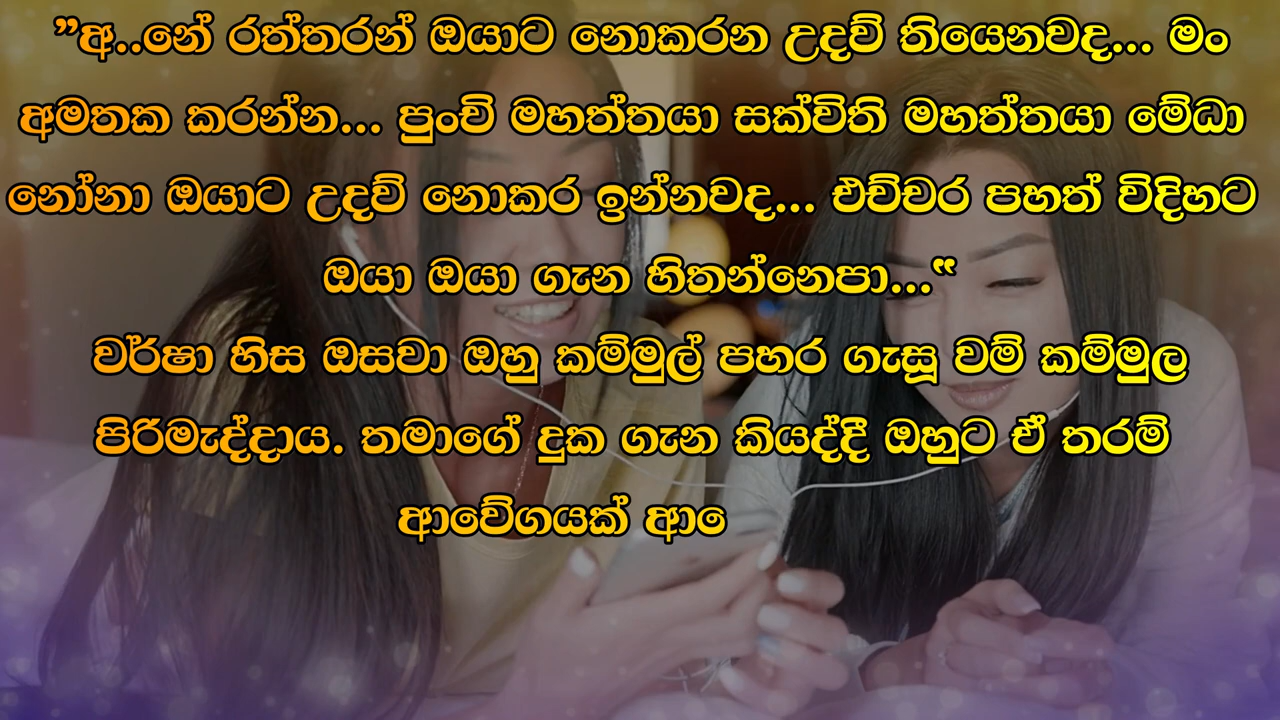 ”අ..නේ රත්තරන් ඔයාට නොකරන උදව් තියෙනවද... මං
අමතක කරන්න... පුංචි මහත්තයා සක්විති මහත්තයා මේධා
නෝනා ඔයාට උදව් නොකර ඉන්නවද... එච්චර පහත් විදිහට
ඔයා ඔයා ගැන හිතන්නෙපා...“
වර්ෂා හිස ඔසවා ඔහු කම්මුල් පහර ගැසූ වම් කම්මුල
පිරිමැද්දාය. තමාගේ දුක ගැන කියද්දී ඔහුට ඒ තරම්
ආවේගයක් ආවෙ